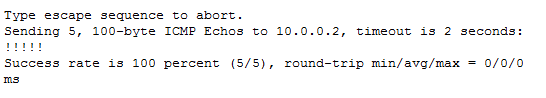 Type escape sequence to abort.
Sending 5, 100-byte ICMP Echos to 10.0.0.2, timeout is 2 seconds:
!!!!!
Success rate is 100 percent (5/5), round-trip min/avg/max = 0/0/0
ms